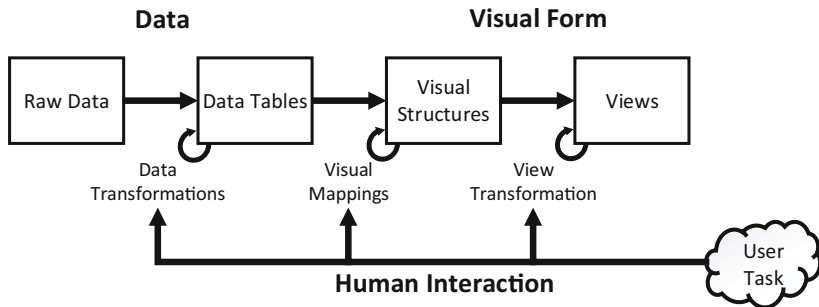 Data
Visual Form
Raw Data
Data Tables
Visual
Structures
Views
Data
Transformations
Visual
Mappings
View
Transformation
User
Task
Human Interaction